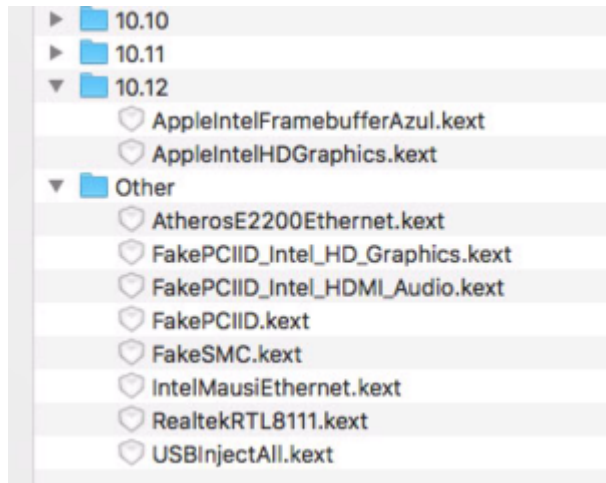 10.10
10.11
10.12
AppleIntelFramebufferAzul.kext
AppleIntelHDGraphics.kext
Other
AtherosE2200Ethernet.kext
FakePCIID_Intel_HD_Graphics.kext
FakePCIID_Intel_HDMI_Audio.kext
FakePCIID.kext
FakeSMC.kext
IntelMausiEthernet.kext
RealtekRTL8111.kext
USBInjectAll.kext